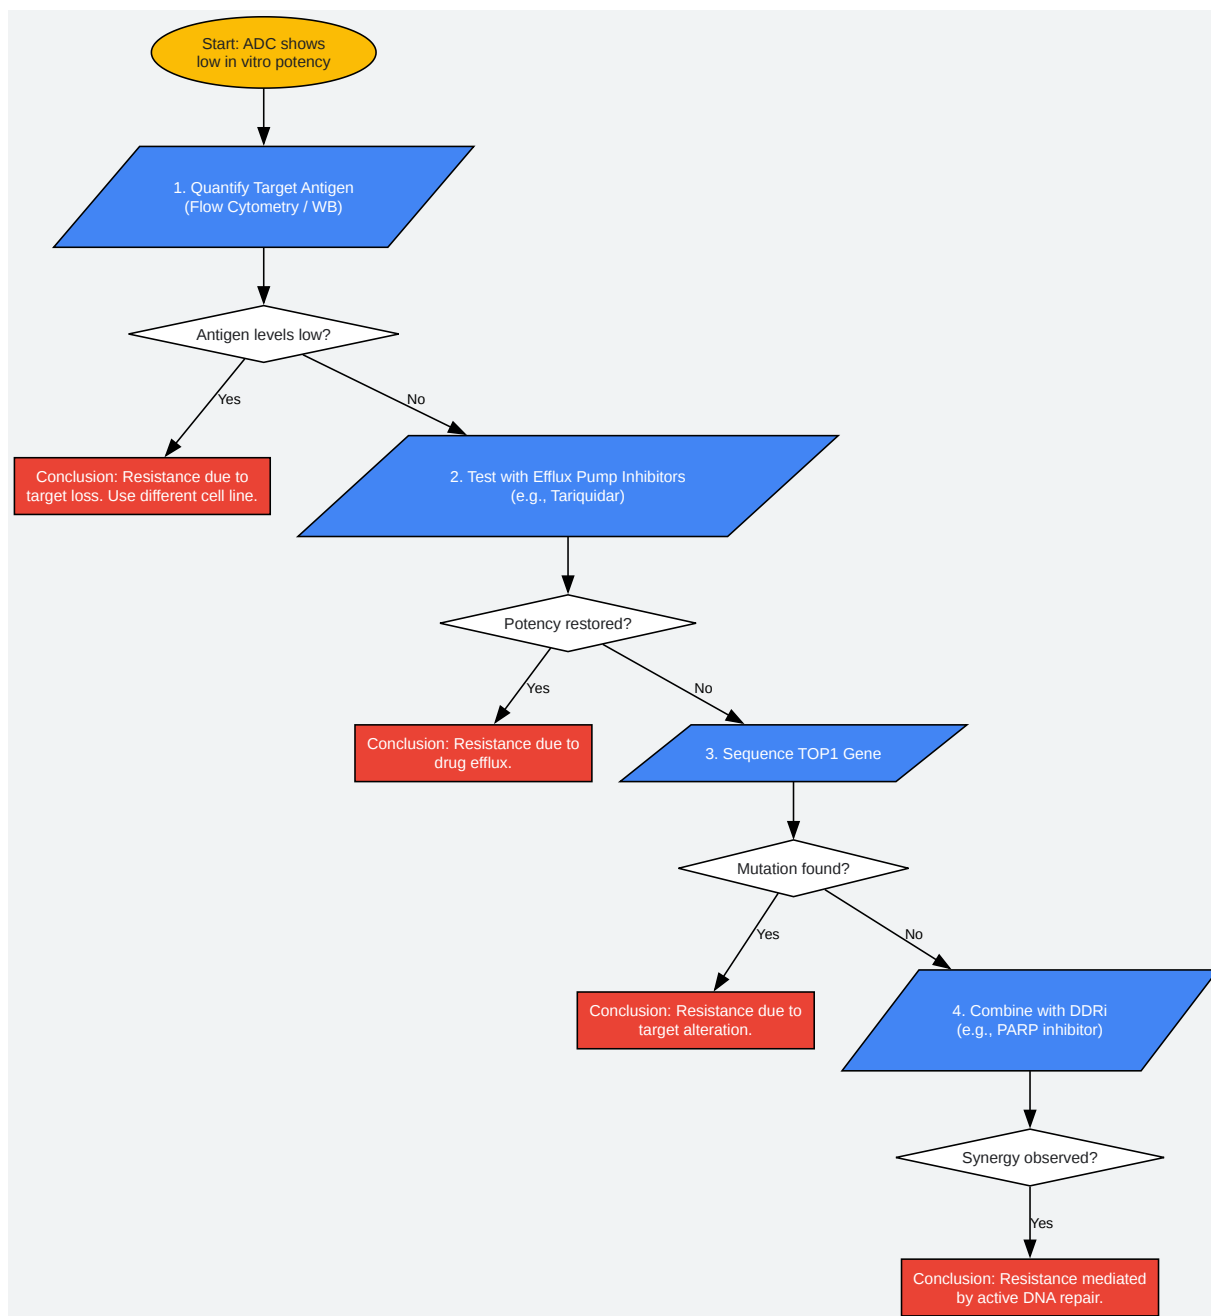 Start: ADC shows
low in vitro potency
1. Quantify Target Antigen
(Flow Cytometry / WB)
Antigen levels low?
Yes
No
Conclusion: Resistance due to
target loss. Use different cell line.
2. Test with Efflux Pump Inhibitors
(e.g., Tariquidar)
Potency restored?
Yes
No
Conclusion: Resistance due to
drug efflux.
3. Sequence TOP1 Gene
Mutation found?
Yes
No
Conclusion: Resistance due to
target alteration.
4. Combine with DDRi
(e.g., PARP inhibitor)
Synergy observed?
Yes
Conclusion: Resistance mediated
by active DNA repair.